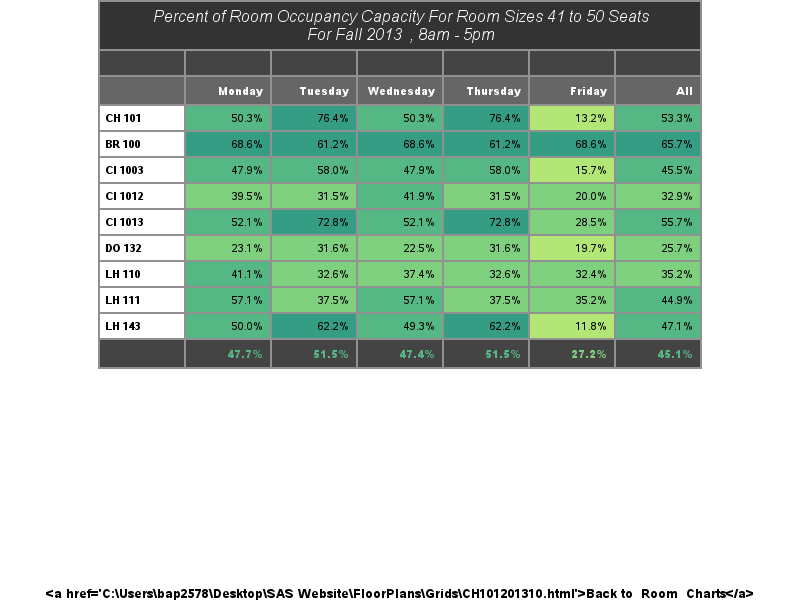 Percent of Room Occupancy Capacity For Room Sizes 41 to 50 Seats
For Fall 2013 , 8am - 5pm
Monday Tuesday Wednesday Thursday Friday All
CH 101 50.3% 76.4% 50.3% 76.4% 13.2% 53.3%
BR 100 68.6% 61.2% 68.6% 61.2% 68.6% 65.7%
CI 1003 47.9% 58.0% 47.9% 58.0% 15.7% 45.5%
CI 1012 39.5% 31.5% 41.9% 31.5% 20.0% 32.9%
CI 1013 52.1% 72.8% 52.1% 72.8% 28.5% 55.7%
DO 132 23.1% 31.6% 22.5% 31.6% 19.7% 25.7%
LH 110 41.1% 32.6% 37.4% 32.6% 32.4% 35.2%
LH 111 57.1% 37.5% 57.1% 37.5% 35.2% 44.9%
LH 143 50.0% 62.2% 49.3% 62.2% 11.8% 47.1%
47.7% 51.5% 47.4% 51.5% 27.2% 45.1%
<a href='C:\Users\bap2578\Desktop\SAS Website\FloorPlans\Grids\CH101201310.html'>Back to Room Charts</a>